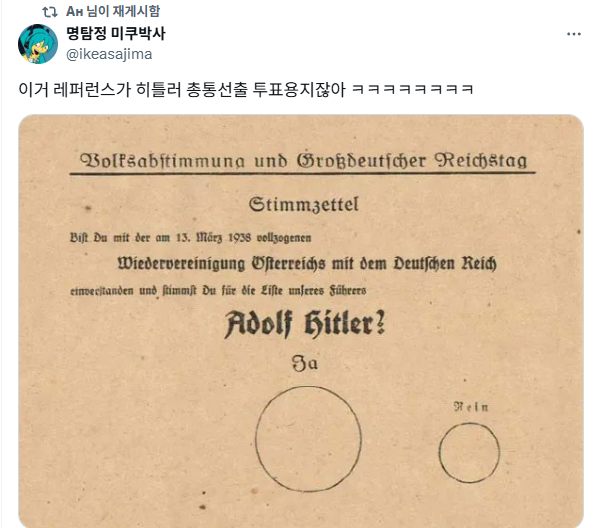 Ан 님이 재게시함
명탐정 미쿠박사
@ikeasajima
이거 레퍼런스가 히틀러 총통선출 투표용지잖아 ㅋㅋㅋㅋㅋㅋㅋㅋ
Volksabstimmung und Großdeutscher Reichstag
Stimmzettel
Bist Du mit der am 13. März 1938 vollzogenen
Wiedervereinigung Österreichs mit dem Deutschen Reich
einverstanden und stimmst Du für die Liste unseres Führers
Adolf Hitler?
Ja
Nein